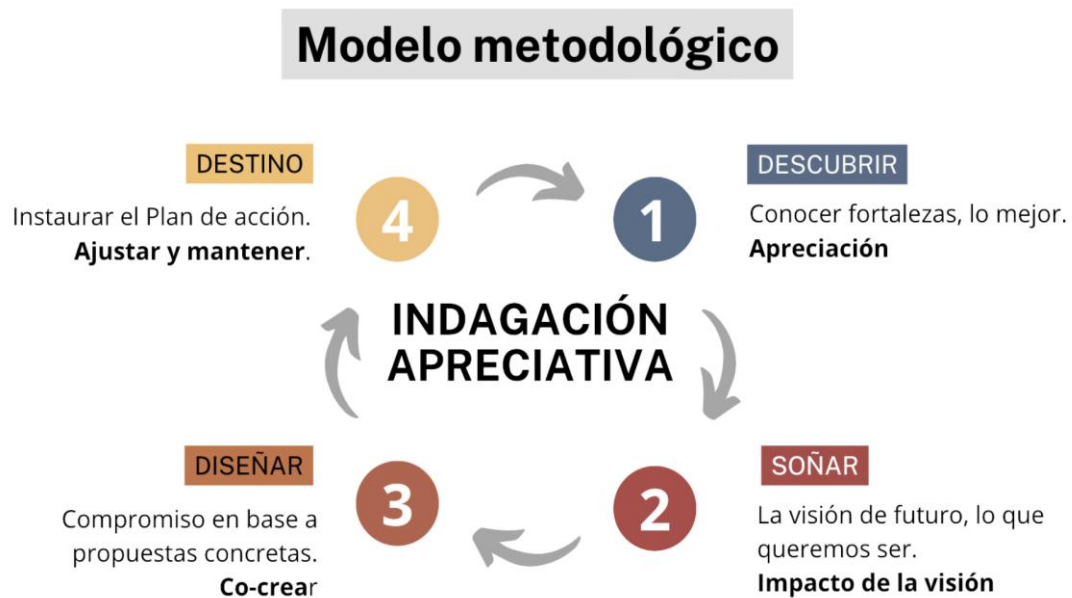 Modelo metodológico
DESTINO
Instaurar el Plan de acción.
Ajustar y mantener.
4
1
DESCUBRIR
Conocer fortalezas, lo mejor.
Apreciación
INDAGACIÓN
APRECIATIVA
DISEÑAR
Compromiso en base a
propuestas concretas.
Co-crear
3
2
SOÑAR
La visión de futuro, lo que
queremos ser.
Impacto de la visión